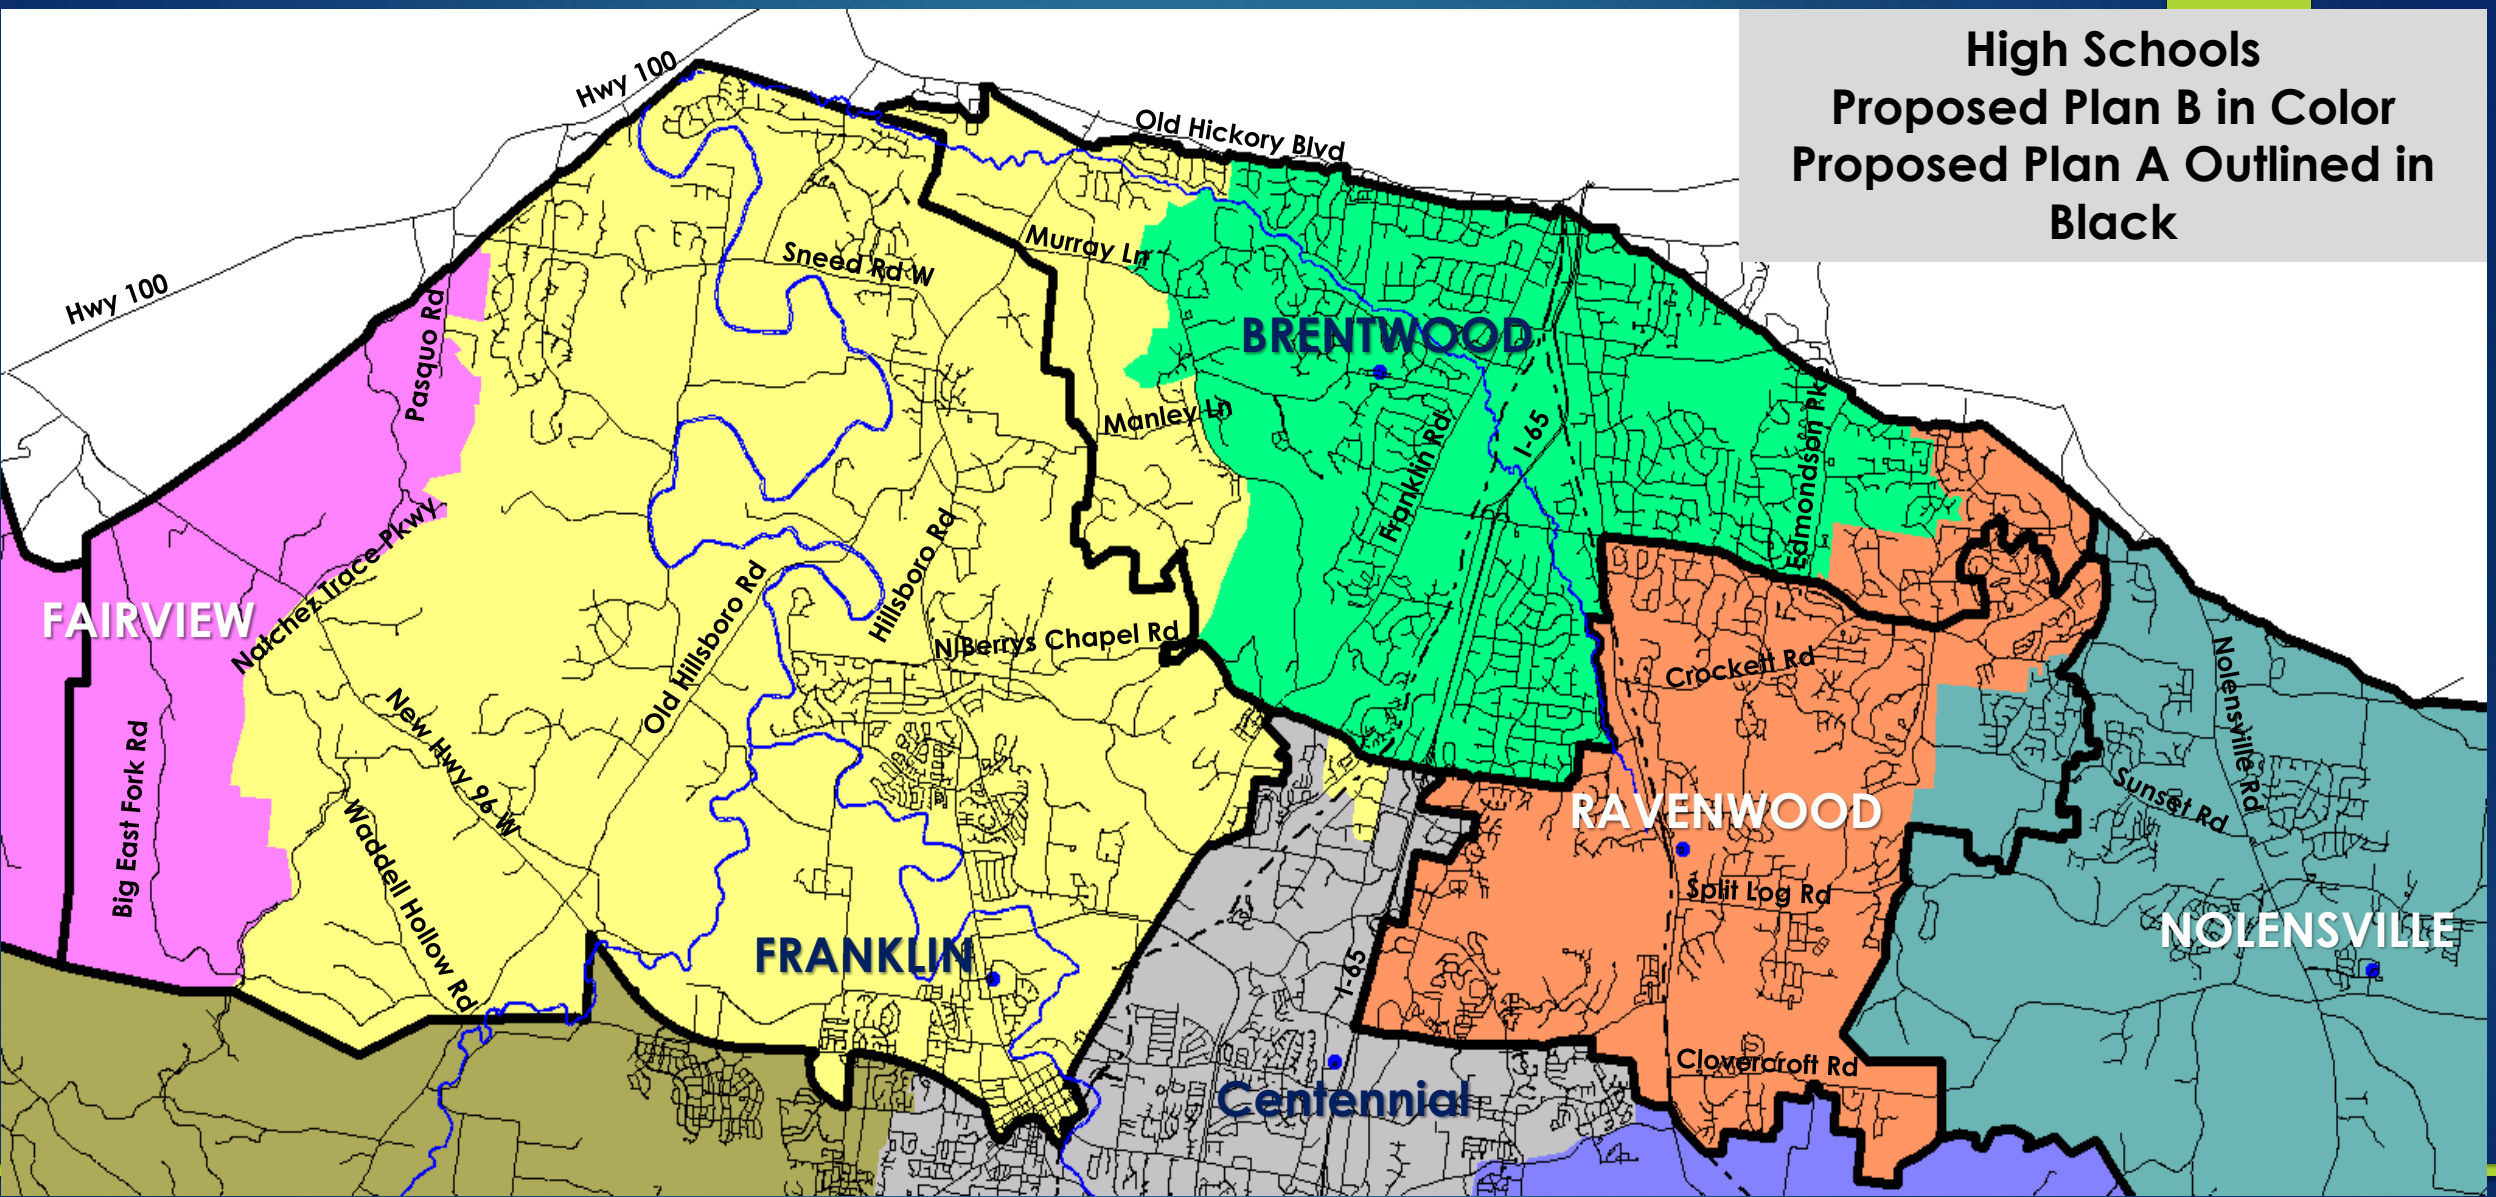 High Schools
Proposed Plan B in Color
Proposed Plan A Outlined in
Black
Hwy 100
Old Hickory Blvd
Murray Ln
Sneed Rd W
Hwy 100
Pasquo Rd
BRENTWOOD
Manley Ln
Franklin Rd
I-65
Edmondson Pk
Natchez Trace Pkwy
FAIRVIEW
Old Hillsboro Rd
Hillsboro Rd
N Berrys Chapel Rd
Crockett Rd
Nolensville Rd
New Hwy 96 W
Big East Fork Rd
Waddell Hollow Rd
Sunset Rd
RAVENWOOD
Split Log Rd
NOLENSVILLE
FRANKLIN
I-65
Clovercroft Rd
Centennial